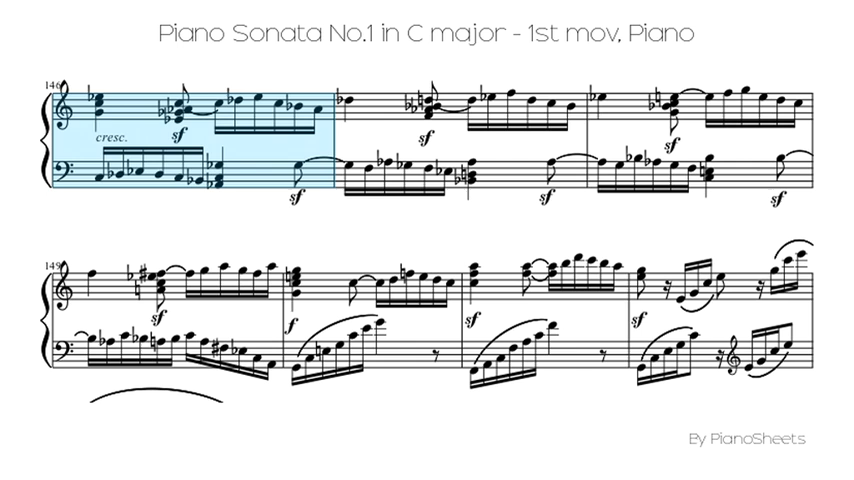 Piano Sonata No.1 in C major - 1st mov, Piano
146
cresc.
sf
sf
sf
sf
sf
sf
149
sf
f
sf
sf
By PianoSheets